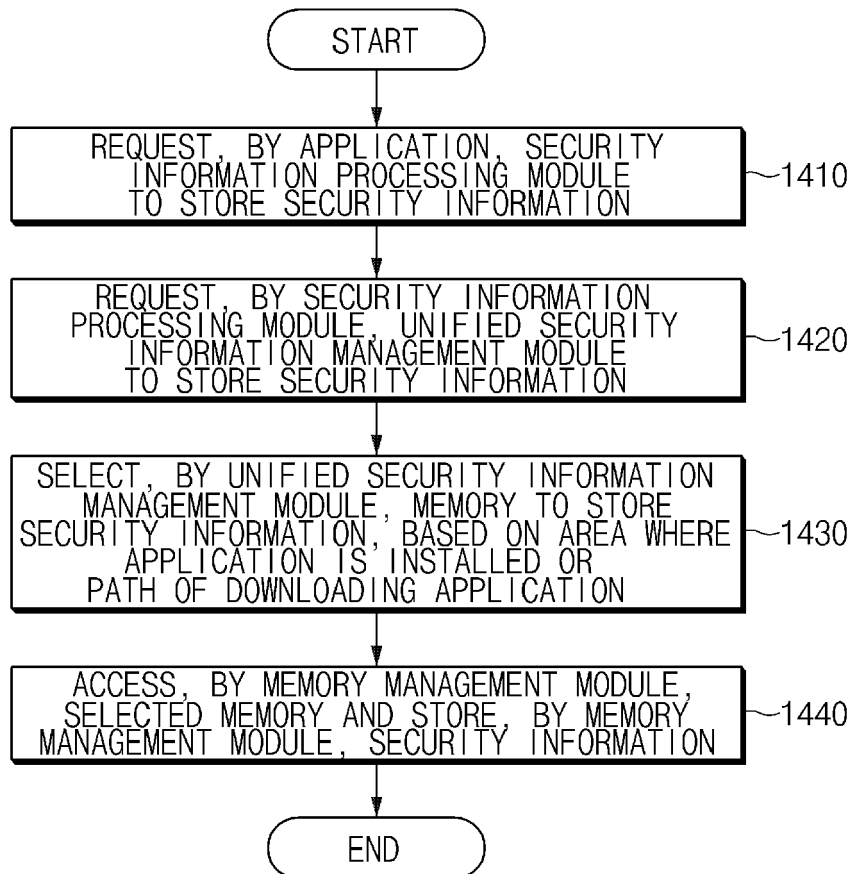 START
REQUEST, BY APPLICATION, SECURITY
INFORMATION PROCESSING MODULE
TO STORE SECURITY INFORMATION
1410
REQUEST, BY SECURITY INFORMATION
PROCESSING MODULE, UNIFIED SECURITY
INFORMATION MANAGEMENT MODULE
TO STORE SECURITY INFORMATION
1420
SELECT, BY UNIFIED SECURITY INFORMATION
MANAGEMENT MODULE, MEMORY TO STORE
SECURITY INFORMATION, BASED ON AREA WHERE
APPLICATION IS INSTALLED OR
PATH OF DOWNLOADING APPLICATION
1430
ACCESS, BY MEMORY MANAGEMENT MODULE,
SELECTED MEMORY AND STORE, BY MEMORY
MANAGEMENT MODULE, SECURITY INFORMATION
1440
END